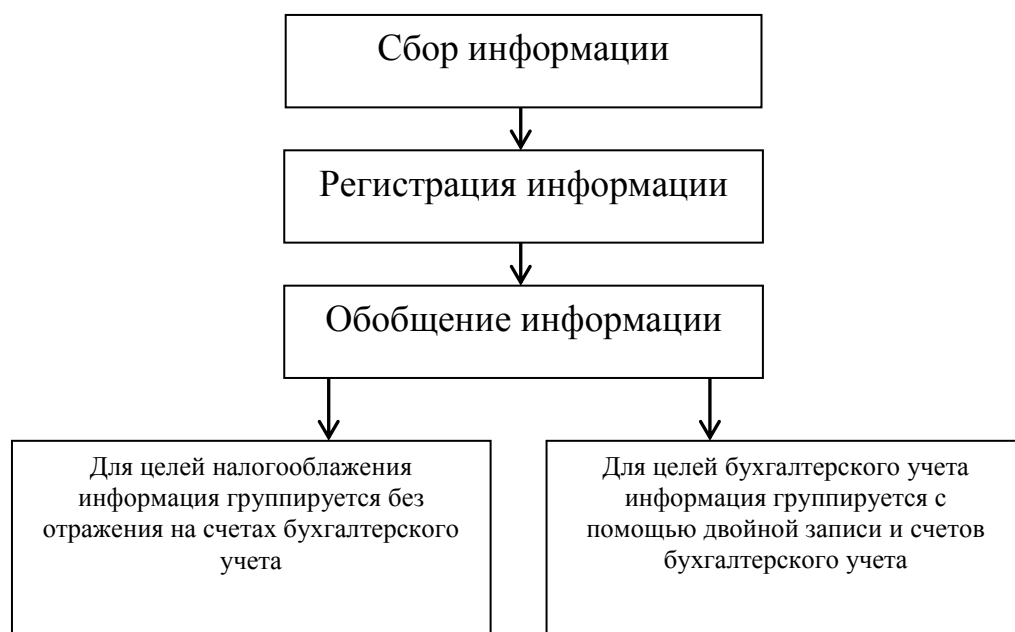 Сбор информации
Регистрация информации
Обобщение информации
Для целей налогооблажения
информация группируется без
отражения на счетах бухгалтерского
учета
Для целей бухгалтерского учета
информация группируется с
помощью двойной записи и счетов
бухгалтерского учета